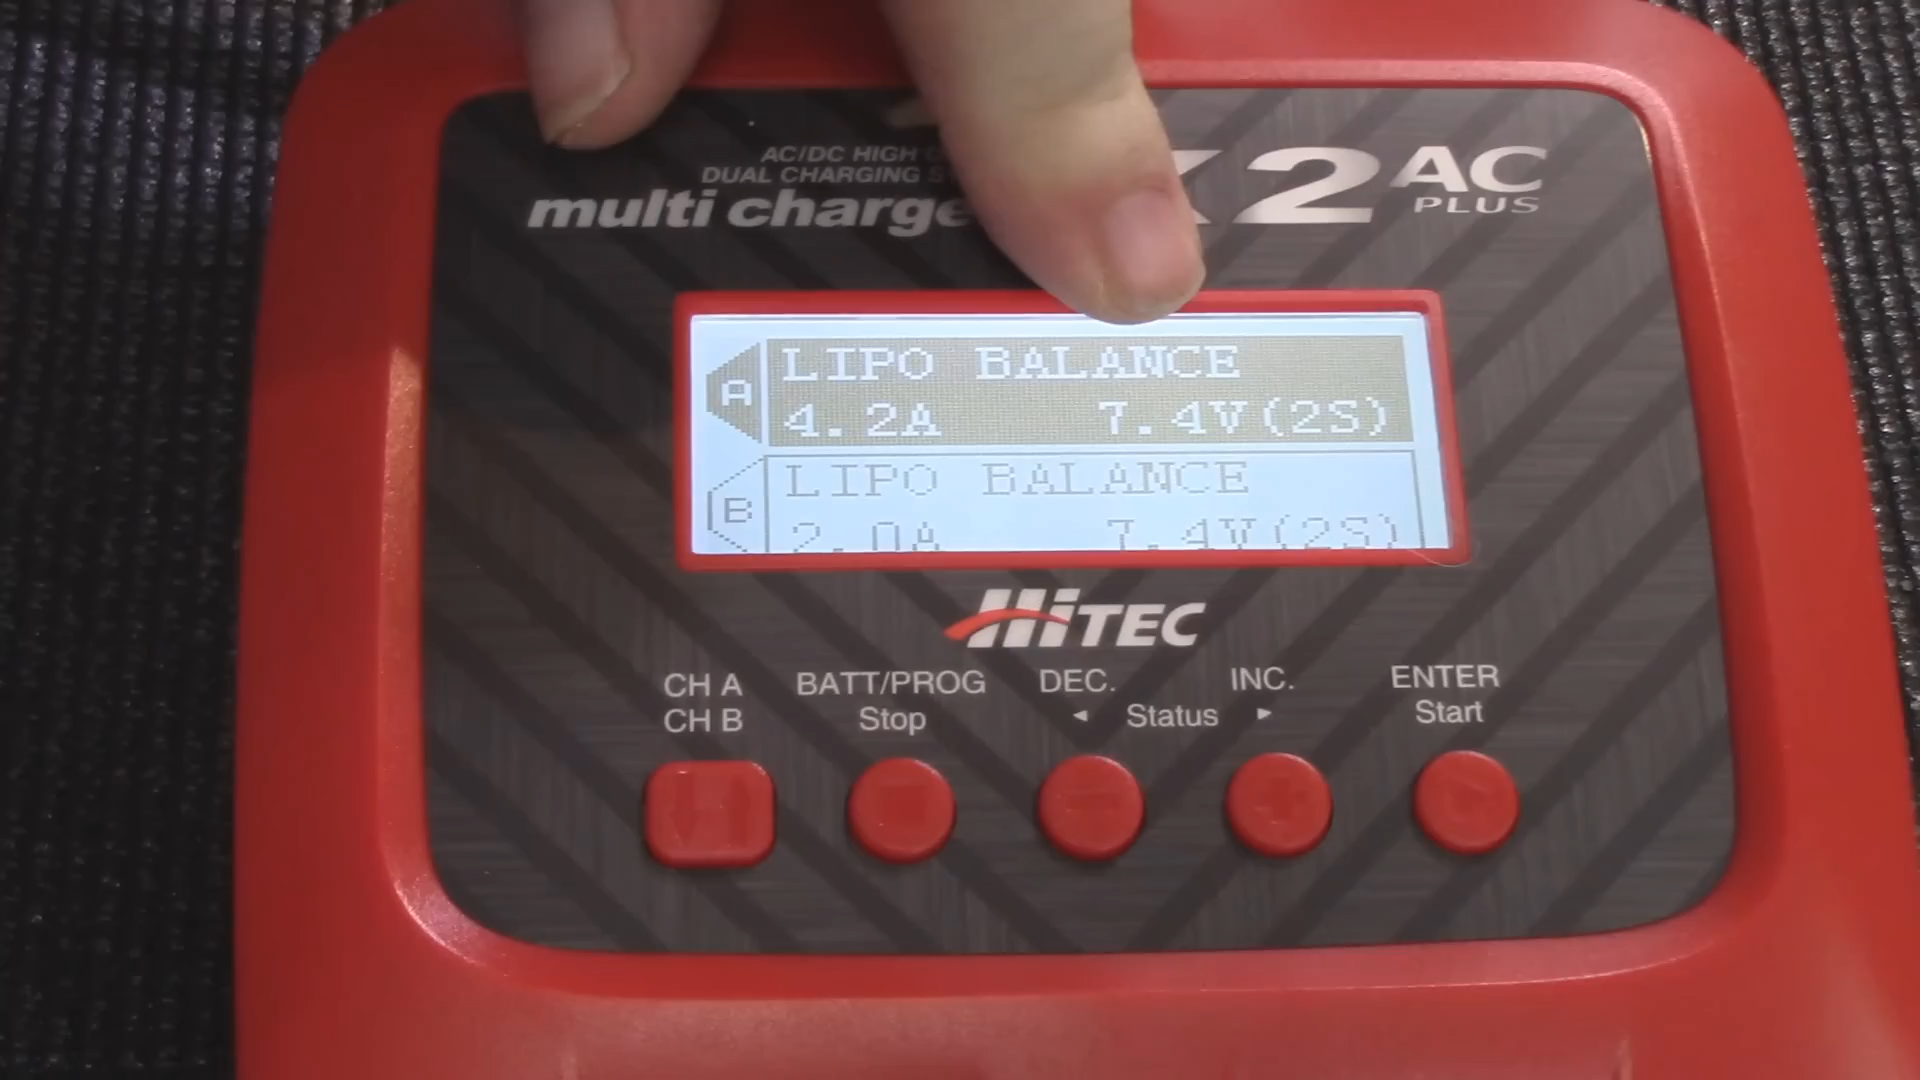 AC/DC HIGH
DUAL CHARGING
multi charge
2 AC
PLUS
A
LIPO BALANCE
4.2A 7.4V(2S)
B
LIPO BALANCE
2.0A 7.4V(2S)
HiTEC
CH A BATT/PROG DEC. INC. ENTER
CH B Stop ◄ Status ► Start